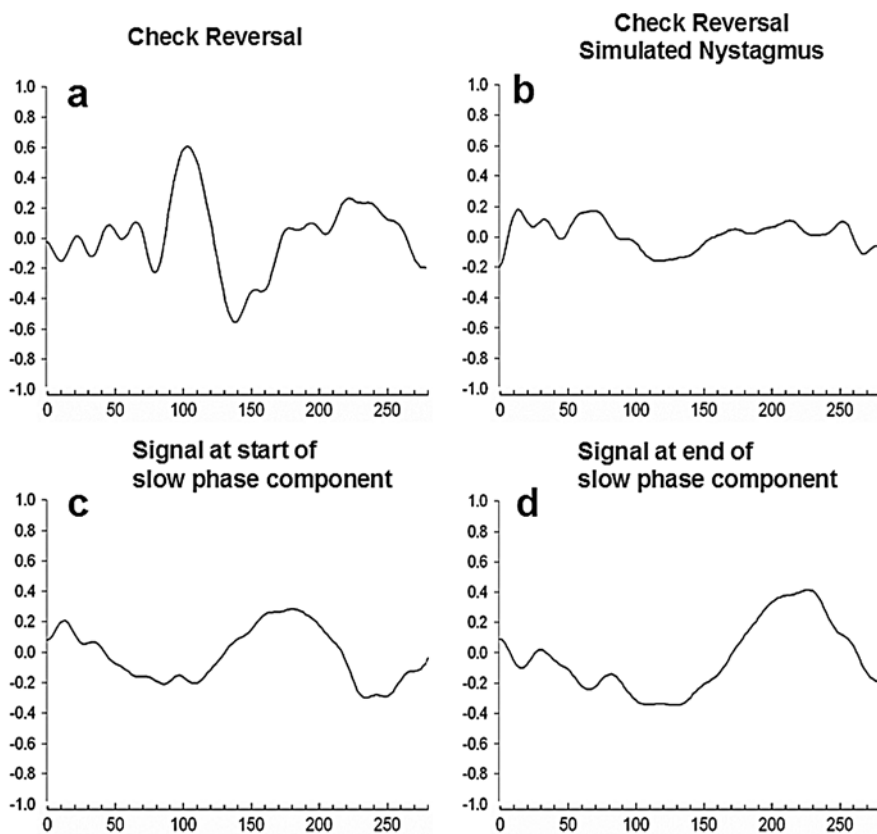 Check Reversal
a
1.0
0.8
0.6
0.4
0.2
0.0
-0.2
-0.4
-0.6
-0.8
-1.0
0 50 100 150 200 250
Check Reversal
Simulated Nystagmus
b
1.0
0.8
0.6
0.4
0.2
0.0
-0.2
-0.4
-0.6
-0.8
-1.0
0 50 100 150 200 250
Signal at start of
slow phase component
c
1.0
0.8
0.6
0.4
0.2
0.0
-0.2
-0.4
-0.6
-0.8
-1.0
0 50 100 150 200 250
Signal at end of
slow phase component
d
1.0
0.8
0.6
0.4
0.2
0.0
-0.2
-0.4
-0.6
-0.8
-1.0
0 50 100 150 200 250